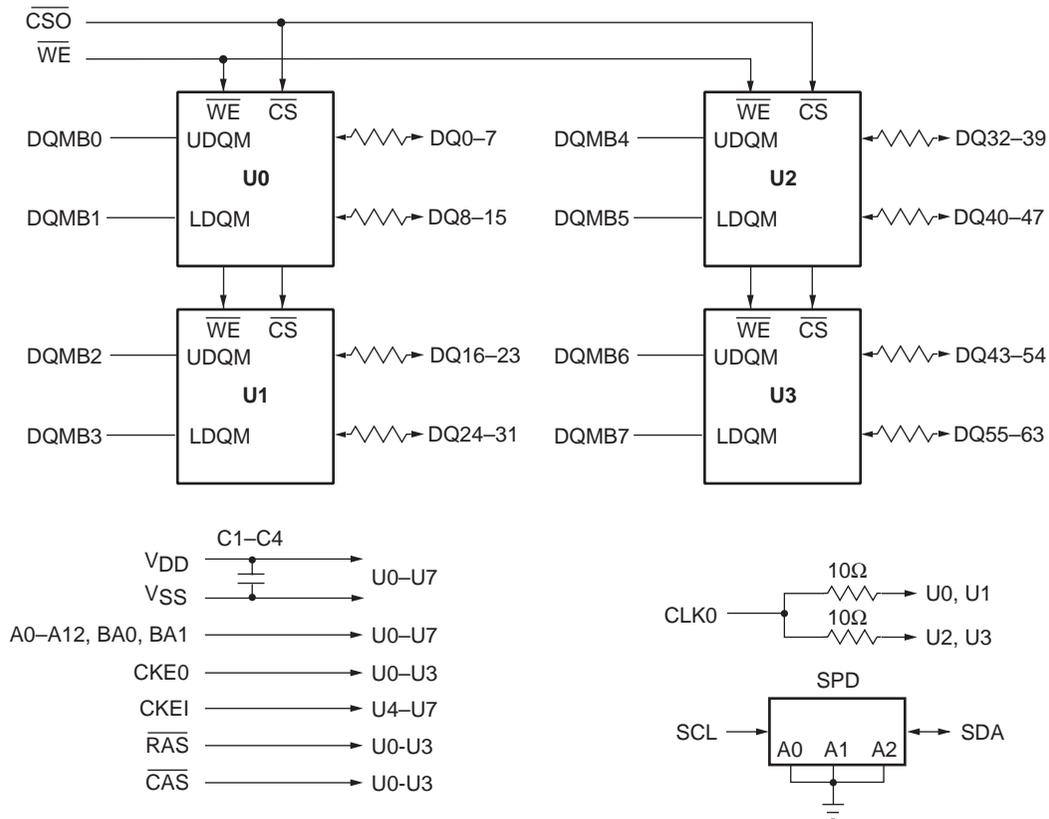 CSO
WE
WE CS
DQMB0 UDQM DQ0–7
U0
DQMB1 LDQM DQ8–15
WE CS
DQMB4 UDQM DQ32–39
U2
DQMB5 LDQM DQ40–47
WE CS
DQMB2 UDQM DQ16–23
U1
DQMB3 LDQM DQ24–31
WE CS
DQMB6 UDQM DQ43–54
U3
DQMB7 LDQM DQ55–63
C1–C4
VDD
VSS
U0–U7
A0–A12, BA0, BA1 U0–U7
CKE0 U0–U3
CKEI U4–U7
RAS U0-U3
CAS U0-U3
CLK0
10Ω U0, U1
10Ω U2, U3
SPD
SCL SDA
A0 A1 A2